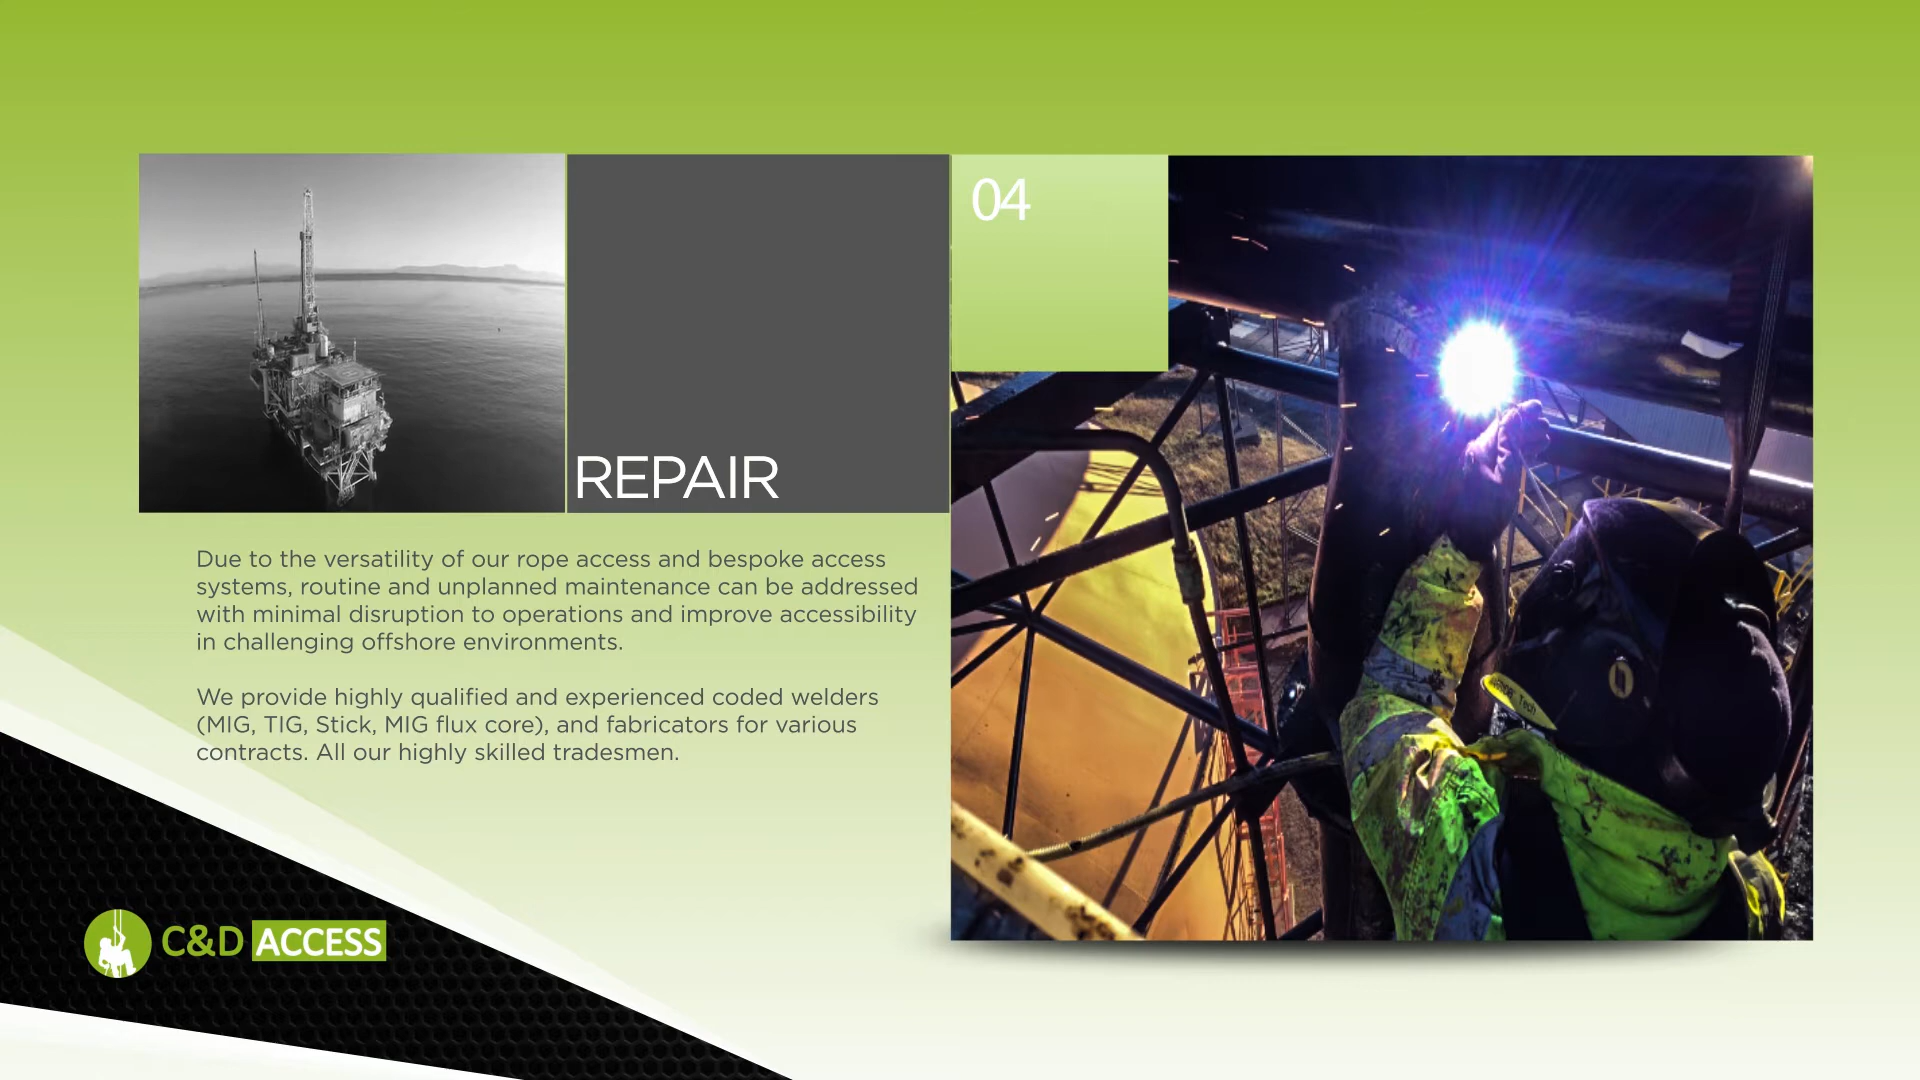 04
REPAIR
Due to the versatility of our rope access and bespoke access
systems, routine and unplanned maintenance can be addressed
with minimal disruption to operations and improve accessibility
in challenging offshore environments.
We provide highly qualified and experienced coded welders
(MIG, TIG, Stick, MIG flux core), and fabricators for various
contracts. All our highly skilled tradesmen.
Tech
C&D ACCESS